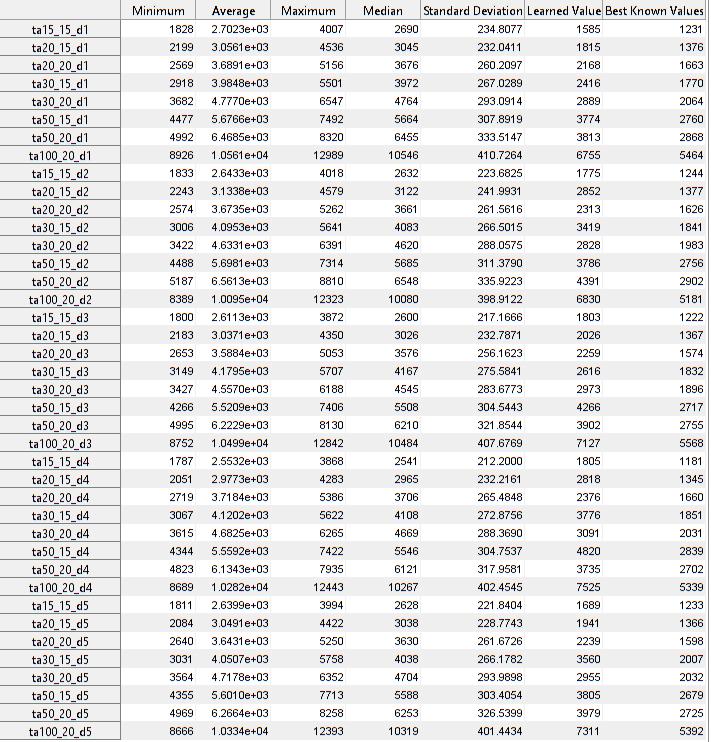 Minimum Average Maximum Median Standard Deviation Learned Value Best Known Values
ta15_15_d1 1828 2.7023e+03 4007 2690 234.8077 1585 1231
ta20_15_d1 2199 3.0561e+03 4536 3045 232.0411 1815 1376
ta20_20_d1 2569 3.6891e+03 5156 3676 260.2097 2168 1663
ta30_15_d1 2918 3.9848e+03 5501 3972 267.0289 2416 1770
ta30_20_d1 3682 4.7770e+03 6547 4764 293.0914 2889 2064
ta50_15_d1 4477 5.6766e+03 7492 5664 307.8919 3774 2760
ta50_20_d1 4992 6.4685e+03 8320 6455 333.5147 3813 2868
ta100_20_d1 8926 1.0561e+04 12989 10546 410.7264 6755 5464
ta15_15_d2 1833 2.6433e+03 4018 2632 223.6825 1775 1244
ta20_15_d2 2243 3.1338e+03 4579 3122 241.9931 2852 1377
ta20_20_d2 2574 3.6735e+03 5262 3661 261.5616 2313 1626
ta30_15_d2 3006 4.0953e+03 5641 4083 266.5015 3419 1841
ta30_20_d2 3422 4.6331e+03 6391 4620 288.0575 2828 1983
ta50_15_d2 4488 5.6981e+03 7314 5685 311.3790 3786 2756
ta50_20_d2 5187 6.5613e+03 8810 6548 335.9223 4391 2902
ta100_20_d2 8389 1.0095e+04 12323 10080 398.9122 6830 5181
ta15_15_d3 1800 2.6113e+03 3872 2600 217.1666 1803 1222
ta20_15_d3 2183 3.0371e+03 4350 3026 232.7871 2026 1367
ta20_20_d3 2653 3.5884e+03 5053 3576 256.1623 2259 1574
ta30_15_d3 3149 4.1795e+03 5707 4167 275.5841 2616 1832
ta30_20_d3 3427 4.5570e+03 6188 4545 283.6773 2973 1896
ta50_15_d3 4266 5.5209e+03 7406 5508 304.5443 4266 2717
ta50_20_d3 4995 6.2229e+03 8130 6210 321.8544 3902 2755
ta100_20_d3 8752 1.0499e+04 12842 10484 407.6769 7127 5568
ta15_15_d4 1787 2.5532e+03 3868 2541 212.2000 1805 1181
ta20_15_d4 2051 2.9773e+03 4283 2965 232.2161 2818 1345
ta20_20_d4 2719 3.7184e+03 5386 3706 265.4848 2376 1660
ta30_15_d4 3067 4.1202e+03 5622 4108 272.8756 3776 1851
ta30_20_d4 3615 4.6825e+03 6265 4669 288.3690 3091 2031
ta50_15_d4 4344 5.5592e+03 7422 5546 304.7537 4820 2839
ta50_20_d4 4823 6.1343e+03 7935 6121 317.9581 3735 2702
ta100_20_d4 8689 1.0282e+04 12443 10267 402.4545 7525 5339
ta15_15_d5 1811 2.6399e+03 3994 2628 221.8404 1689 1233
ta20_15_d5 2084 3.0491e+03 4422 3038 228.7743 1941 1366
ta20_20_d5 2640 3.6431e+03 5250 3630 261.6726 2239 1598
ta30_15_d5 3031 4.0507e+03 5758 4038 266.1782 3560 2007
ta30_20_d5 3564 4.7178e+03 6352 4704 293.9898 2955 2032
ta50_15_d5 4355 5.6010e+03 7713 5588 303.4054 3805 2679
ta50_20_d5 4969 6.2664e+03 8258 6253 326.5399 3979 2725
ta100_20_d5 8666 1.0334e+04 12393 10319 401.4434 7311 5392